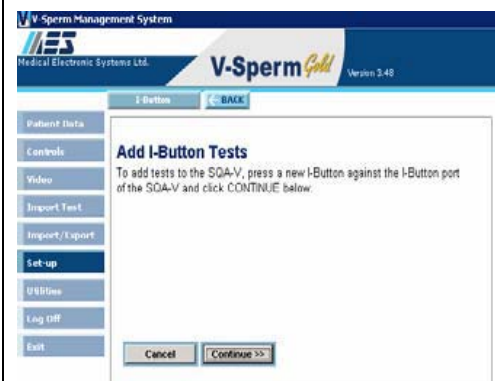 V-Sperm Management System
MES
Medical Electronic Systems Ltd.
V-Sperm Gold
Version 3.48
I-Button
BACK
Patient Data
Controls
Video
Import Test
Import/Export
Set-up
Utilities
Log Off
Exit
Add I-Button Tests
To add tests to the SQA-V, press a new I-Button against the I-Button port
of the SQA-V and click CONTINUE below.
Cancel
Continue >>